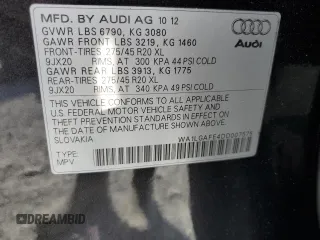 MFD. BY AUDI AG 10 12
GVWR LBS 6790, KG 3080
GAWR FRONT LBS 3219, KG 1460
FRONT-TIRES 275/45 R20 XL
9JX20 AT 300 KPA 44 PSI COLD
GAWR REAR LBS 3913, KG 1775
REAR-TIRES 275/45 R20 XL
9JX20 AT 340 KPA 49 PSI COLD
THIS VEHICLE CONFORMS TO ALL APPLICABLE
U.S. FEDERAL MOTOR VEHICLE SAFETY, BUMPER AND
THEFT PREVENTION STANDARDS IN EFFECT ON
THE DATE OF MANUFACTURE SHOWN ABOVE.
SLOVAKIA
TYPE:
MPV
Audi
DREAMBID